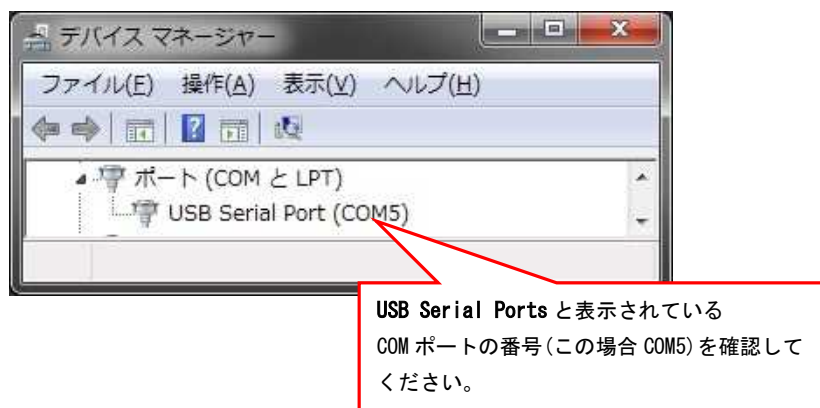 デバイス マネージャー
ファイル(F) 操作(A) 表示(V) ヘルプ(H)
ポート (COM と LPT)
USB Serial Port (COM5)
USB Serial Ports と表示されている
COM ポートの番号(この場合 COM5)を確認して
ください。